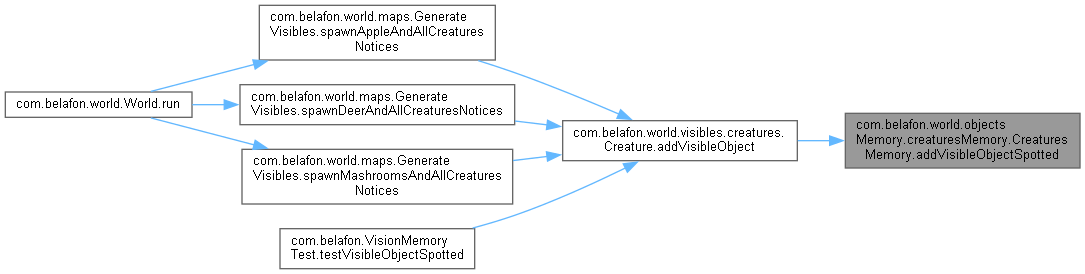 com.belafon.world.maps.Generate
Visibles.spawnAppleAndAllCreatures
Notices
com.belafon.world.World.run
com.belafon.world.maps.Generate
Visibles.spawnDeerAndAllCreaturesNotices
com.belafon.world.maps.Generate
Visibles.spawnMashroomsAndAllCreatures
Notices
com.belafon.VisionMemory
Test.testVisibleObjectSpotted
com.belafon.world.visibles.creatures.
Creature.addVisibleObject
com.belafon.world.objects
Memory.creaturesMemory.Creatures
Memory.addVisibleObjectSpotted